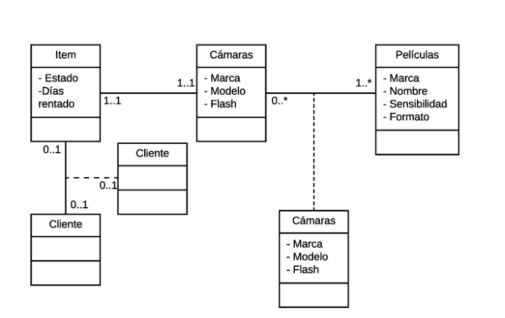 Item
- Estado
-Días
rentado
1..1
0..1
Cámaras
- Marca
- Modelo
- Flash
1..1
0..*
Películas
- Marca
- Nombre
- Sensibilidad
- Formato
1..*
Cliente
0..1
0..1
Cliente
Cámaras
- Marca
- Modelo
- Flash